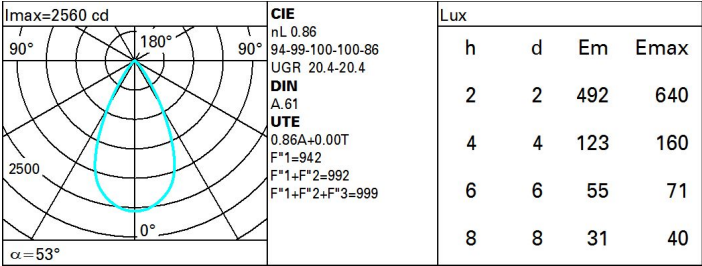 Imax=2560 cd
90°
180°
90°
2500
0°
α=53°
CIE
nL 0.86
94-99-100-100-86
UGR 20.4-20.4
DIN
A.61
UTE
0.86A+0.00T
F"1=942
F"1+F"2=992
F"1+F"2+F"3=999
Lux
h d Em Emax
2 2 492 640
4 4 123 160
6 6 55 71
8 8 31 40